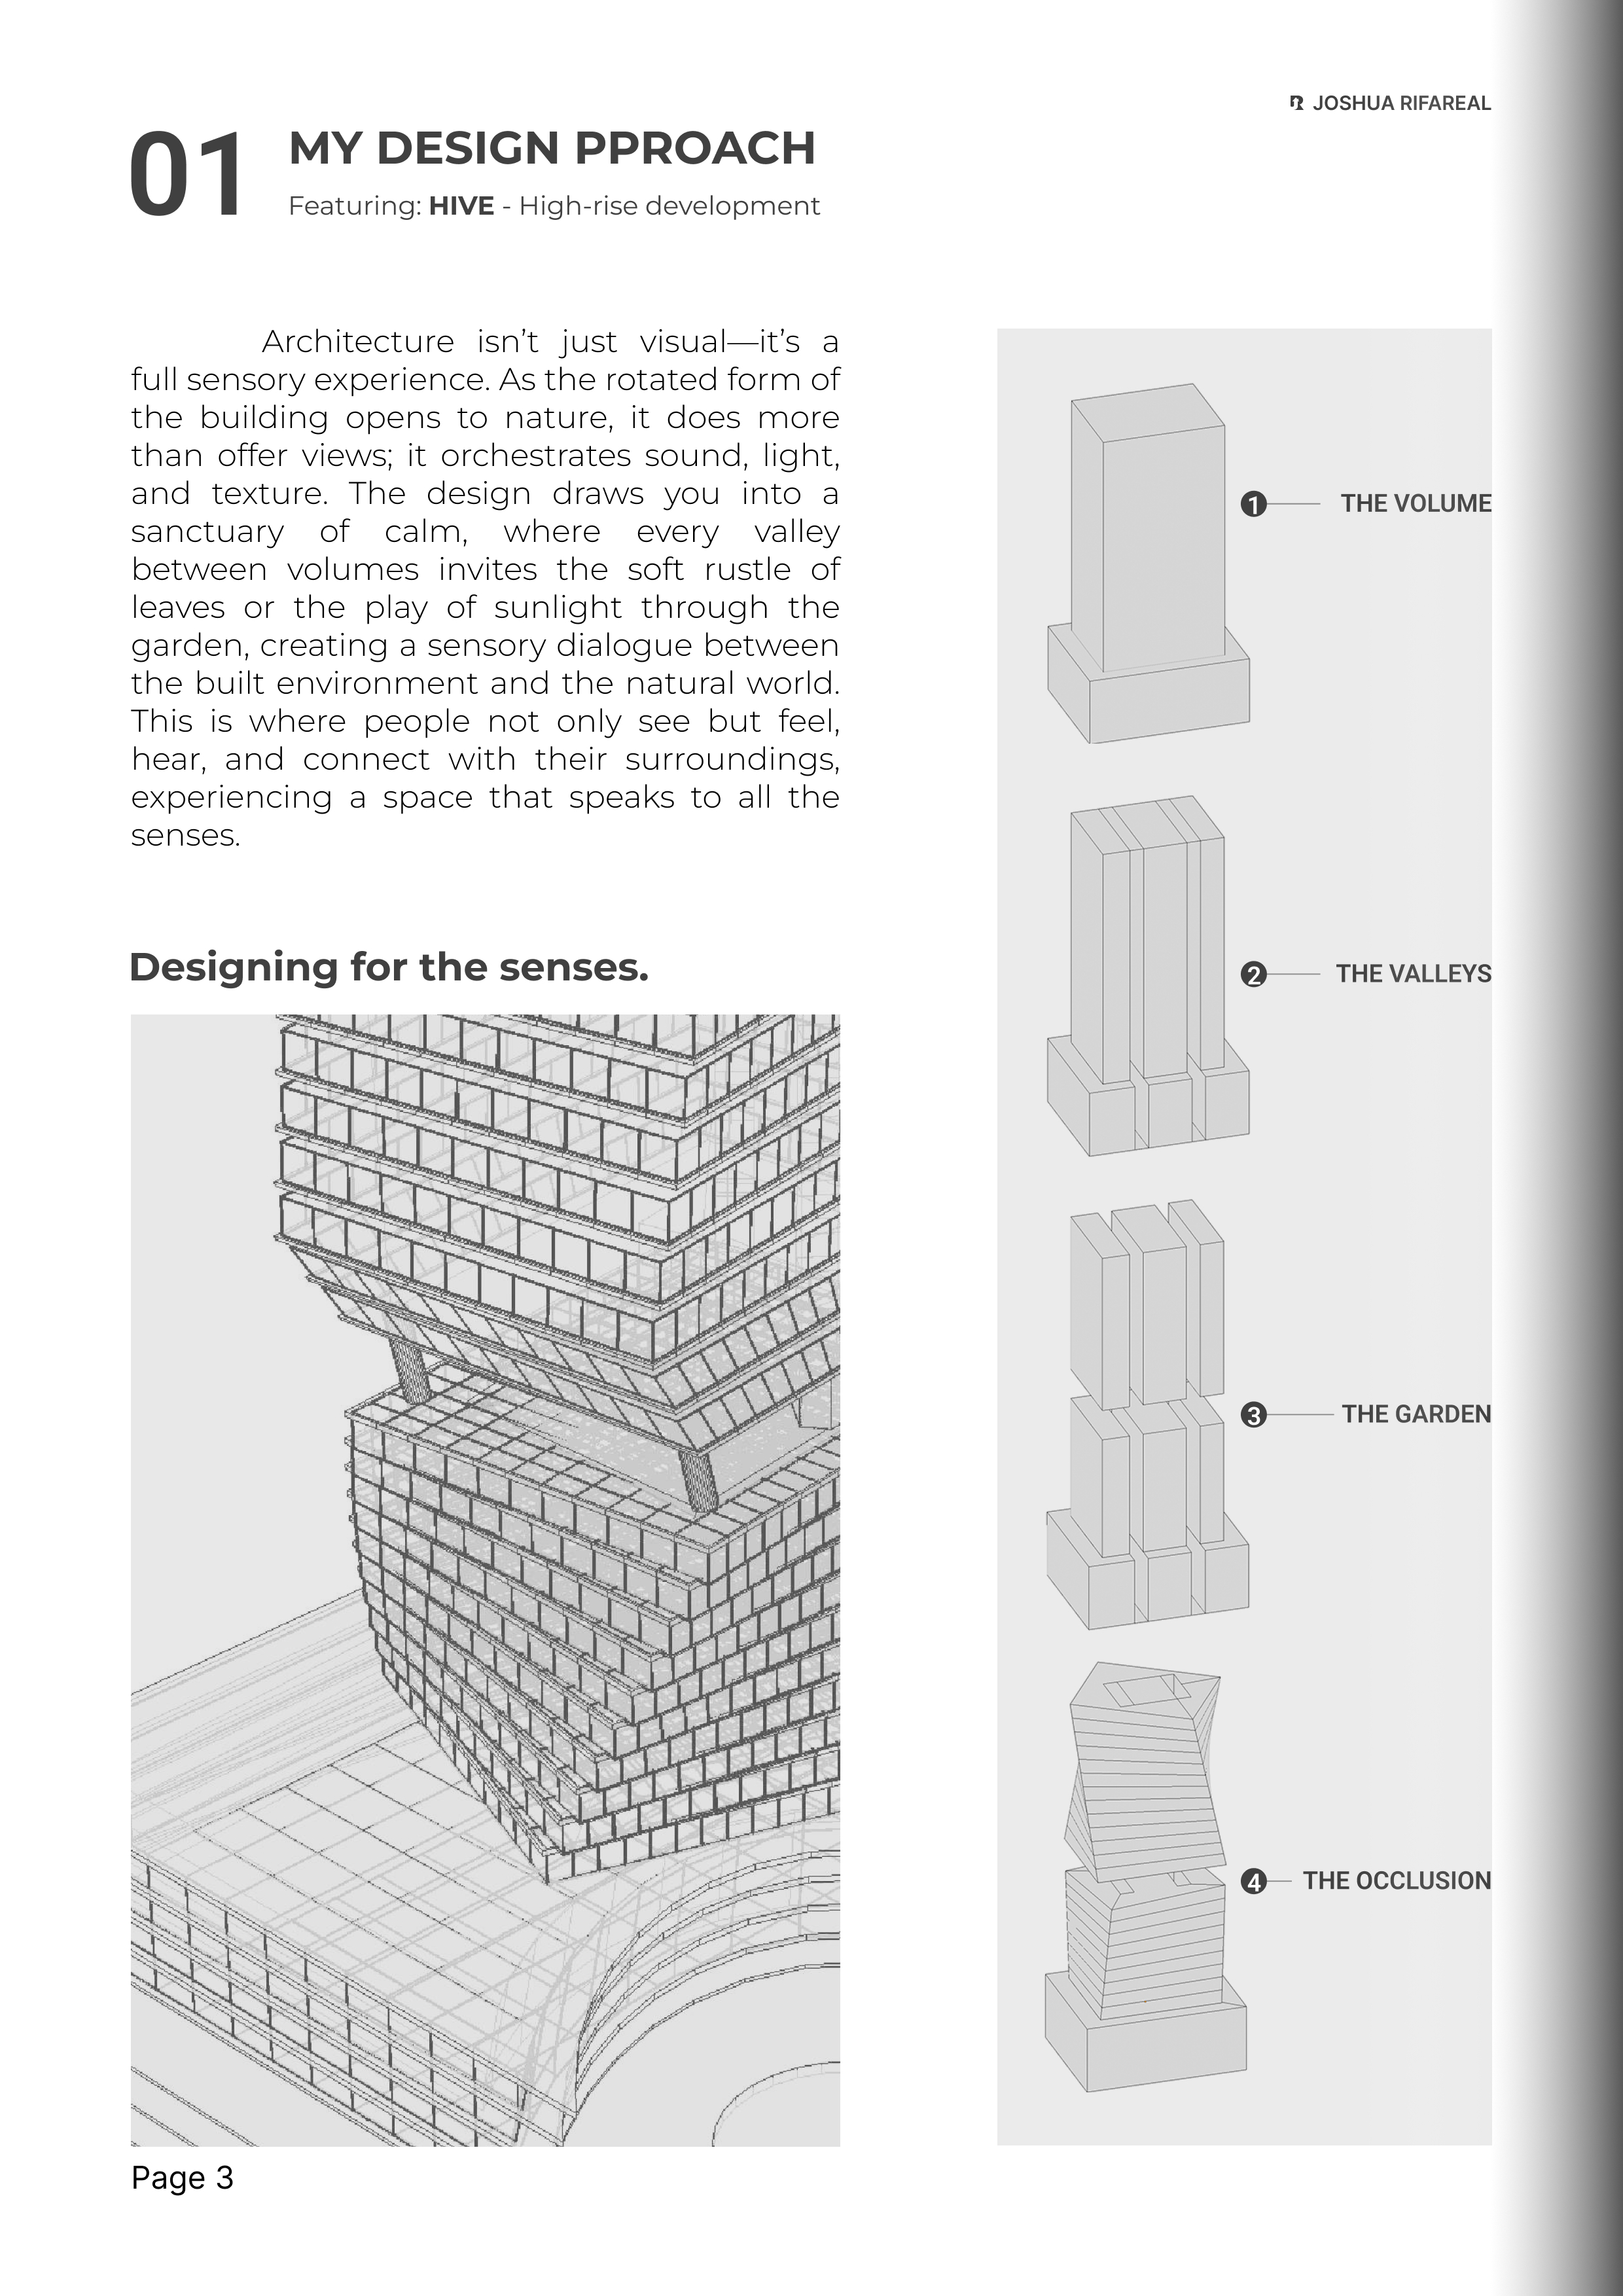 JOSHUA RIFAREAL
01
MY DESIGN PPROACH
Featuring: HIVE - High-rise development
Architecture isn’t just visual—it’s a
full sensory experience. As the rotated form of
the building opens to nature, it does more
than offer views; it orchestrates sound, light,
and texture. The design draws you into a
sanctuary of calm, where every valley
between volumes invites the soft rustle of
leaves or the play of sunlight through the
garden, creating a sensory dialogue between
the built environment and the natural world.
This is where people not only see but feel,
hear, and connect with their surroundings,
experiencing a space that speaks to all the
senses.
Designing for the senses.
1 THE VOLUME
2 THE VALLEYS
3 THE GARDEN
4 THE OCCLUSION
Page 3